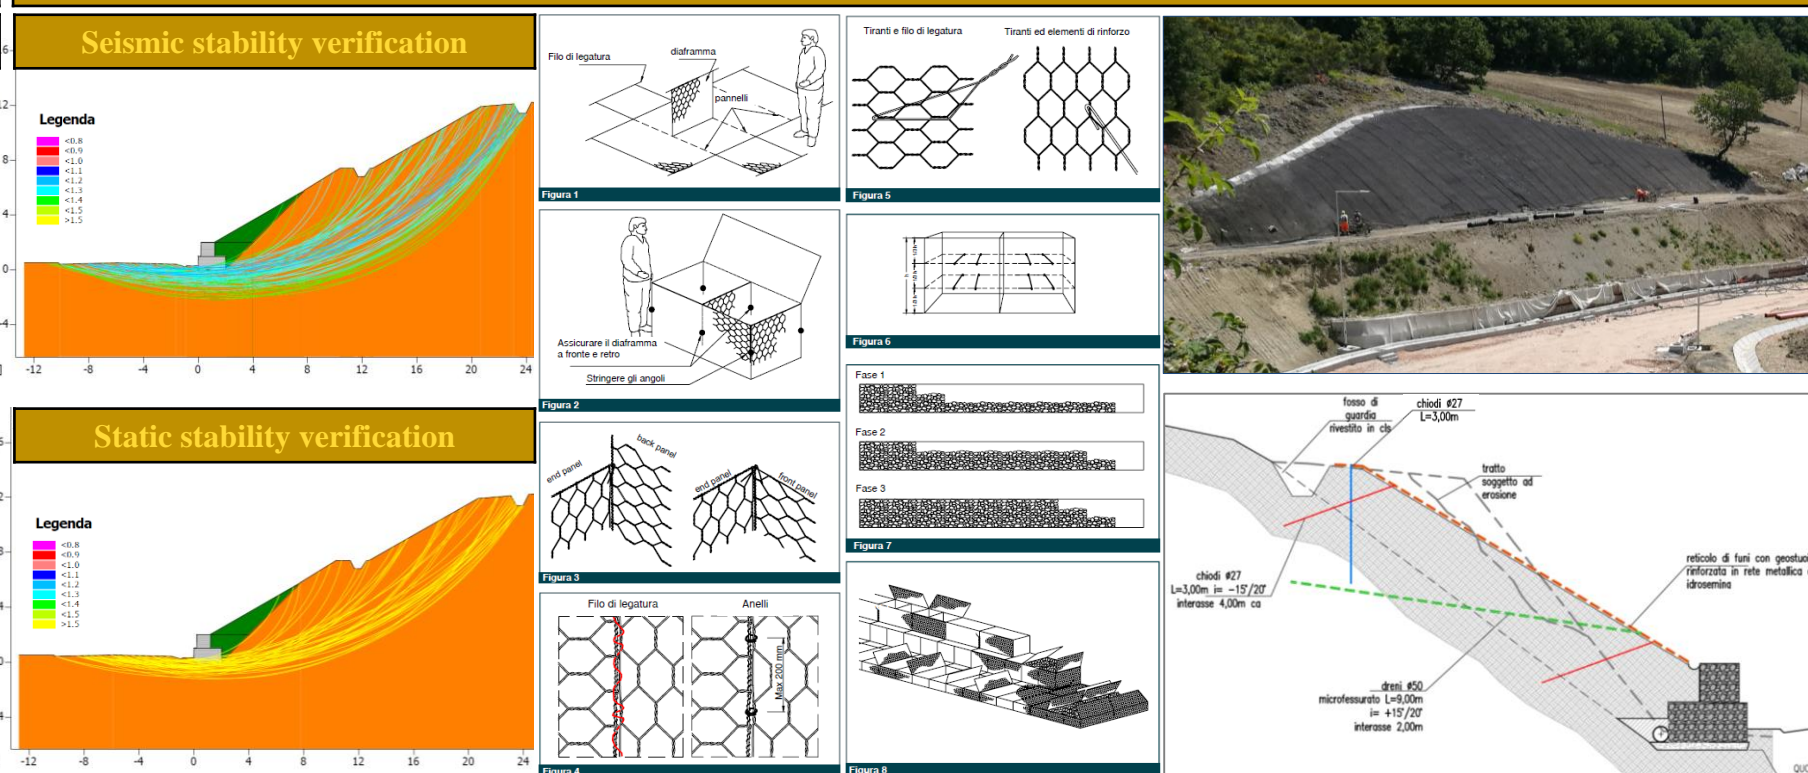 Seismic stability verification
12
8
4
0
-4
Legenda
<0.8
<0.9
<1.0
<1.1
<1.2
<1.3
<1.4
<1.5
>1.5
-12
-8
-4
0
4
8
12
16
20
24
Static stability verification
Legenda
<0.8
<0.9
<1.0
<1.1
<1.2
<1.3
<1.4
<1.5
>1.5
-12
-8
-4
0
4
8
12
16
20
24
Filo di legatura
diaframma
pannelli
Figura 1
Assicurare il diaframma
a fronte e retro
Stringere gli angoli
Figura 2
end panel
back panel
end panel
front panel
Figura 3
Filo di legatura
Anelli
Max 200 mm
Figura 4
Tiranti e filo di legatura
Tiranti ed elementi di rinforzo
Figura 5
Figura 6
Fase 1
Fase 2
Fase 3
Figura 7
Figura 8
fosso di
guardia
rivestito in cls
chiodi ø27
L=3,00m
tratto
soggetto ad
erosione
reticolo di funi con geostuoi
rinforzata in rete metallica
idrosemina
chiodi ø27
L=3,00m i= -15°/20°
interasse 4,00m ca
dreni ø50
microfessurato L=9,00m
i= +15°/20°
interasse 2,00m
QUO